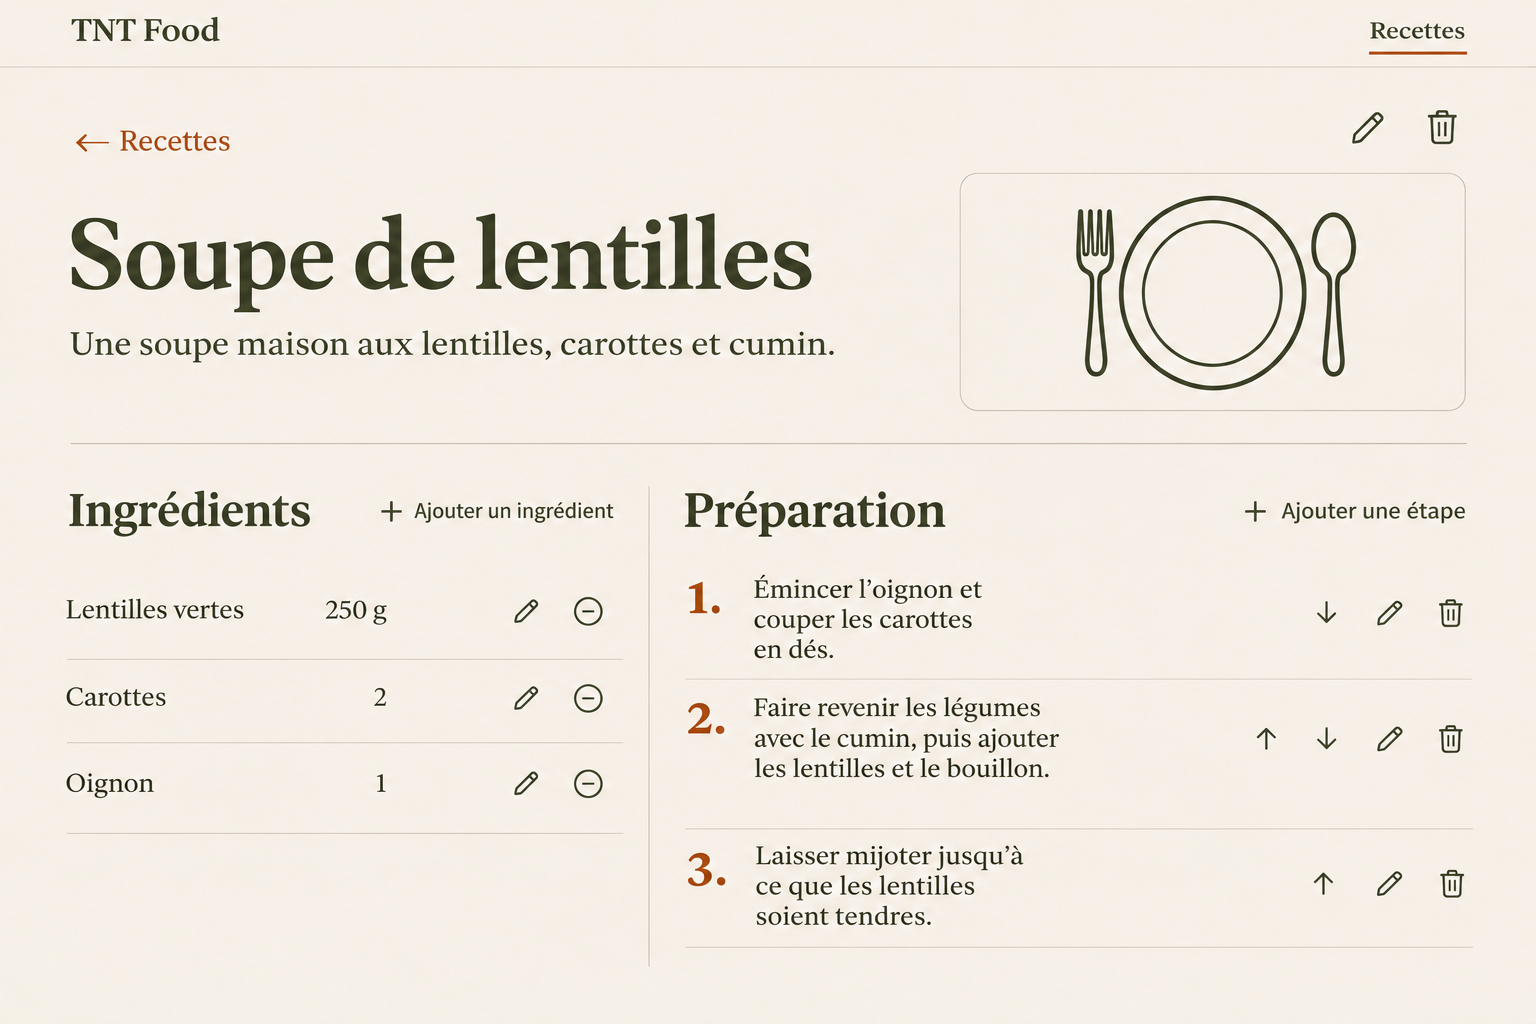 TNT Food
Recettes
← Recettes
Soupe de lentilles
Une soupe maison aux lentilles, carottes et cumin.
Ingrédients
+ Ajouter un ingrédient
Lentilles vertes 250 g
Carottes 2
Oignon 1
Préparation
+ Ajouter une étape
1. Émincer l’oignon et
couper les carottes
en dés.
2. Faire revenir les légumes
avec le cumin, puis ajouter
les lentilles et le bouillon.
3. Laisser mijoter jusqu’à
ce que les lentilles
soient tendres.